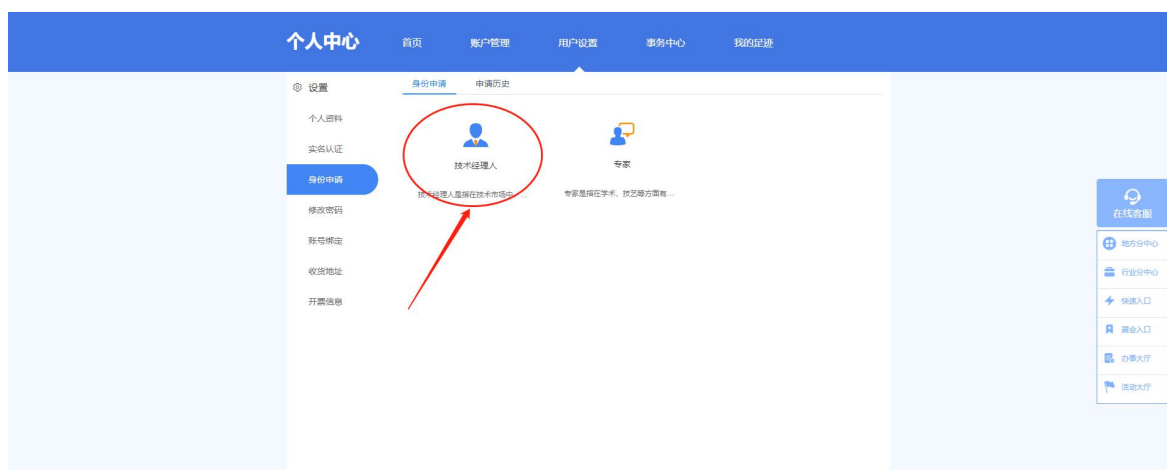 个人中心 首页 账户管理 用户设置 事务中心 我的足迹
设置
个人资料
实名认证
身份申请
修改密码
账号绑定
收货地址
开票信息
身份申请 申请历史
技术经理人
技术经理人是指在技术市场中，...
专家
专家是指在学术、技艺等方面有...
在线客服
地方分中心
行业分中心
快速入口
展会入口
办事大厅
活动大厅